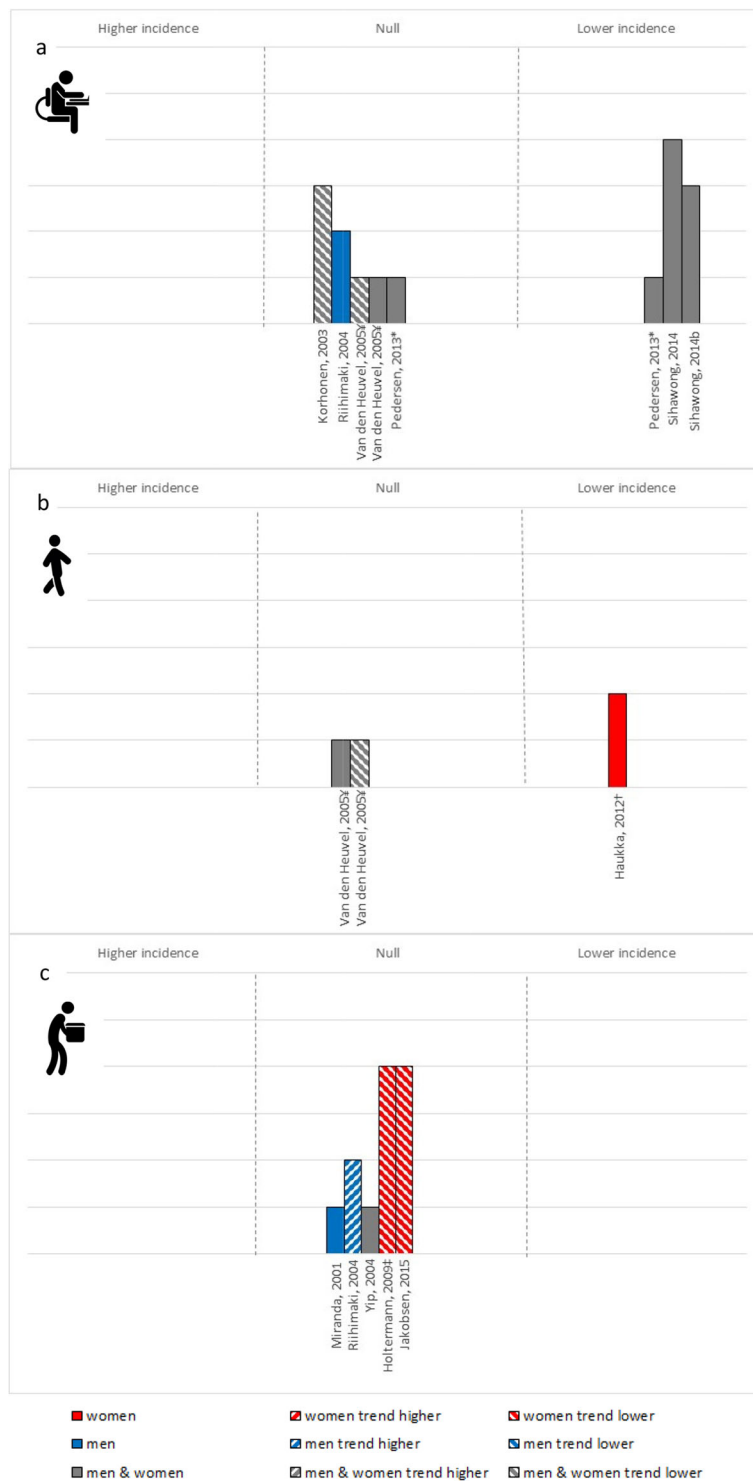 Higher incidence Null Lower incidence
a
Korhonen, 2003
Riihimaki, 2004
Van den Heuvel, 2005¥
Van den Heuvel, 2005¥
Pedersen, 2013*
Pedersen, 2013*
Sihawong, 2014
Sihawong, 2014b
Higher incidence Null Lower incidence
b
Van den Heuvel, 2005¥
Van den Heuvel, 2005¥
Haukka, 2012†
Higher incidence Null Lower incidence
c
Miranda, 2001
Riihimaki, 2004
Yip, 2004
Holtermann, 2009‡
Jakobsen, 2015
women women trend higher women trend lower
men men trend higher men trend lower
men & women men & women trend higher men & women trend lower